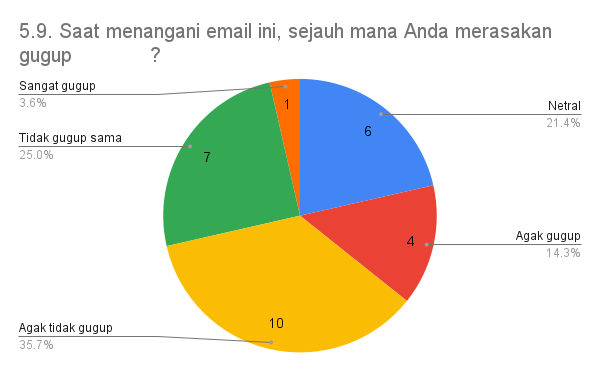 5.9. Saat menangani email ini, sejauh mana Anda merasakan
gugup ?
Sangat gugup
3.6%
Tidak gugup sama
25.0%
Agak tidak gugup
35.7%
Netral
21.4%
Agak gugup
14.3%
1
6
7
4
10